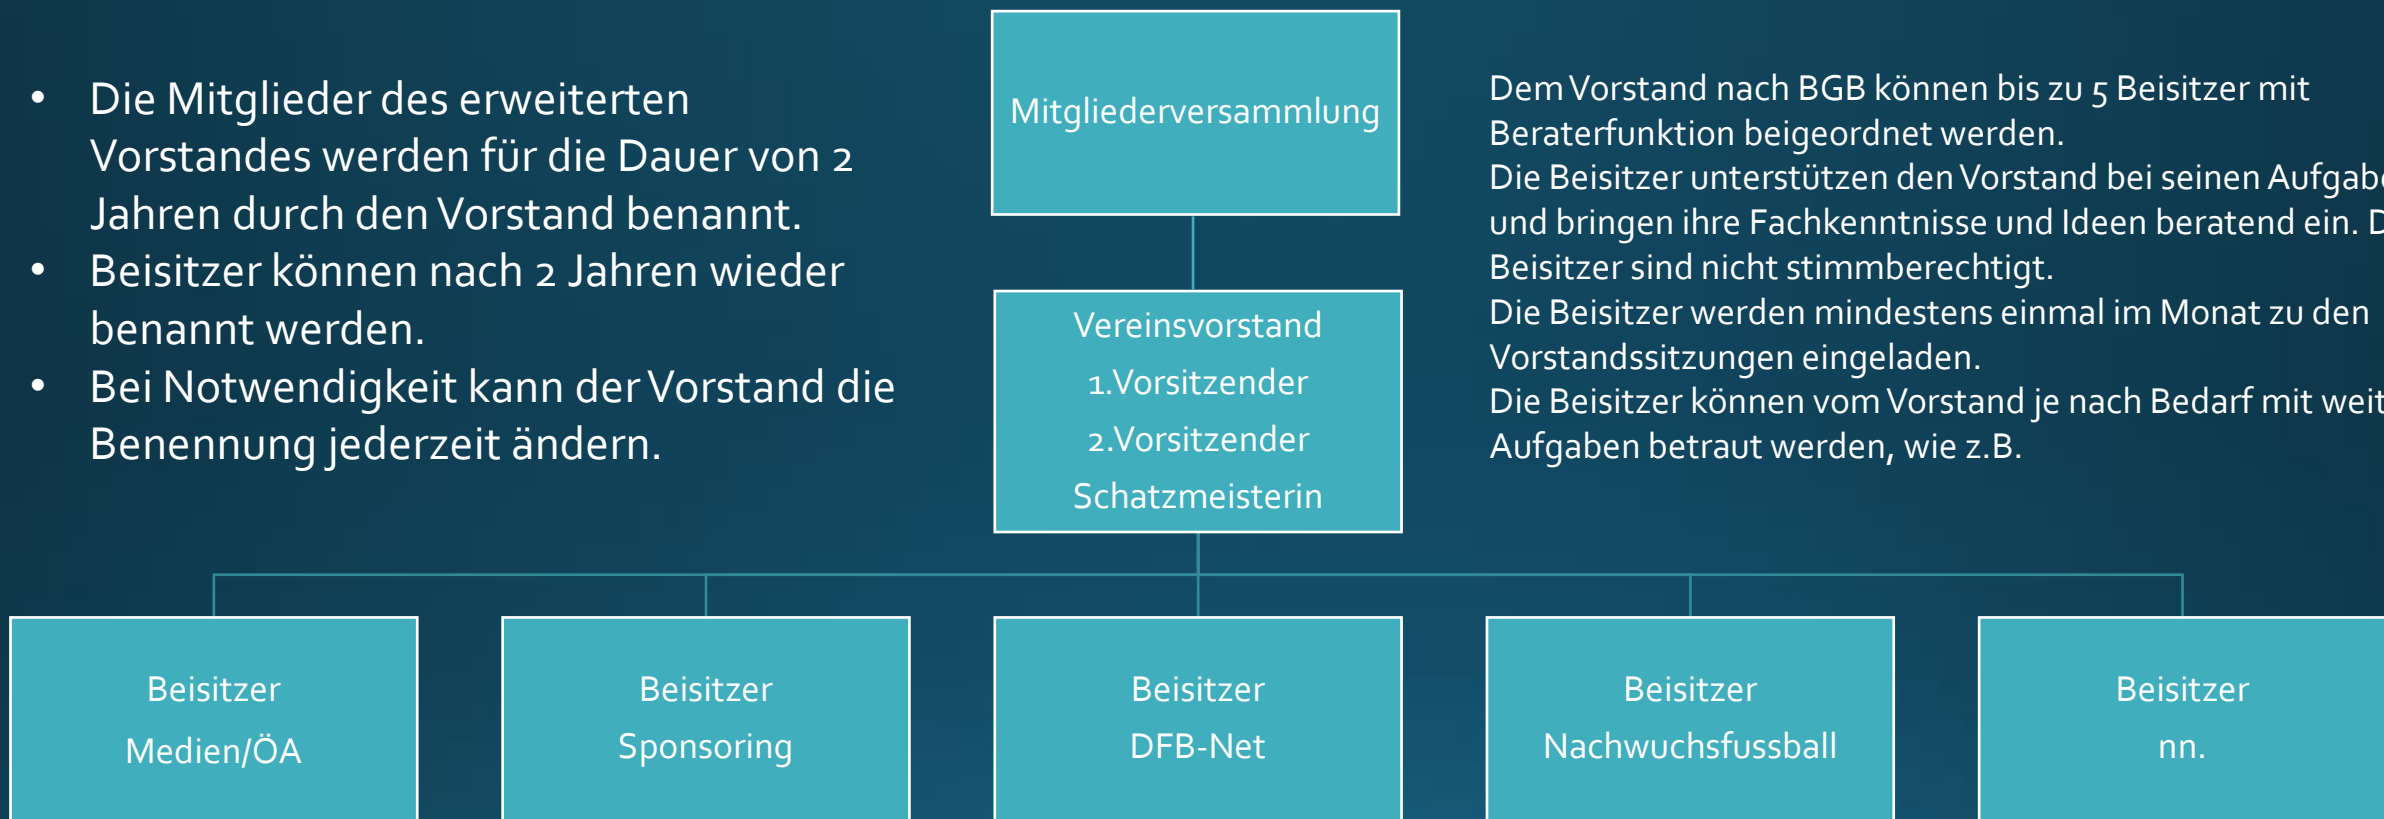 • Die Mitglieder des erweiterten
Vorstandes werden für die Dauer von 2
Jahren durch den Vorstand benannt.
• Beisitzer können nach 2 Jahren wieder
benannt werden.
• Bei Notwendigkeit kann der Vorstand die
Benennung jederzeit ändern.
Mitgliederversammlung
Dem Vorstand nach BGB können bis zu 5 Beisitzer mit
Beraterfunktion beigeordnet werden.
Die Beisitzer unterstützen den Vorstand bei seinen
und bringen ihre Fachkenntnisse und Ideen beratend ein.
Beisitzer sind nicht stimmberechtigt.
Die Beisitzer werden mindestens einmal im Monat zu den
Vorstandssitzungen eingeladen.
Die Beisitzer können vom Vorstand je nach Bedarf mit
Aufgaben betraut werden, wie z.B.
Vereinsvorstand
1.Vorsitzender
2.Vorsitzender
Schatzmeisterin
Beisitzer
Medien/ÖA
Beisitzer
Sponsoring
Beisitzer
DFB-Net
Beisitzer
Nachwuchsfussball
Beisitzer
nn.